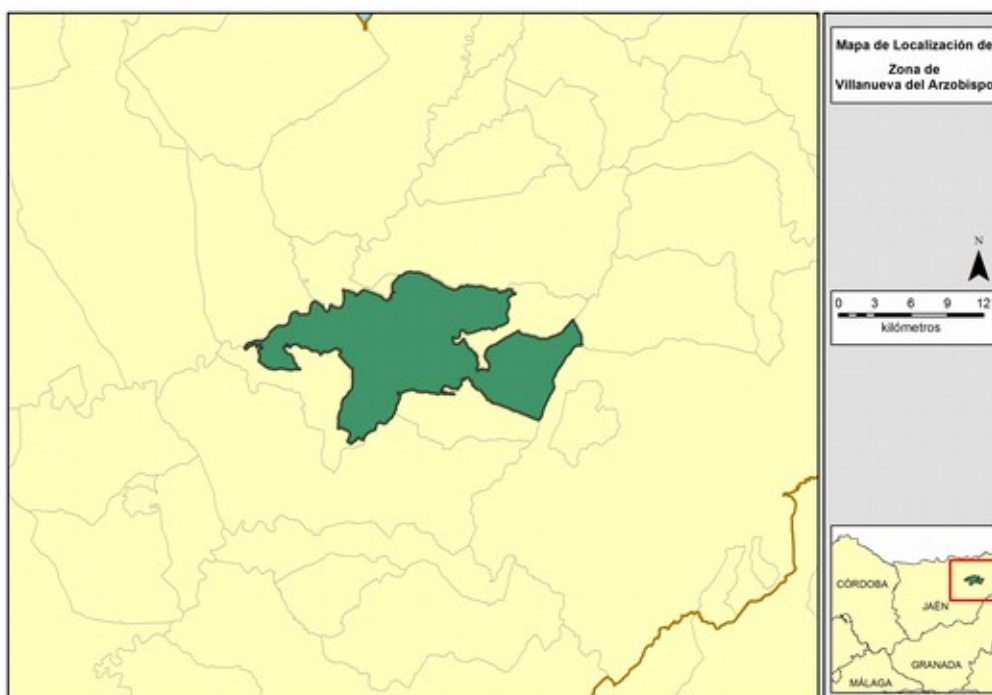 Mapa de Localización de
Zona de
Villanueva del Arzobispo
N
0 3 6 9 12
kilómetros
CÓRDOBA
JAÉN
GRANADA
MÁLAGA